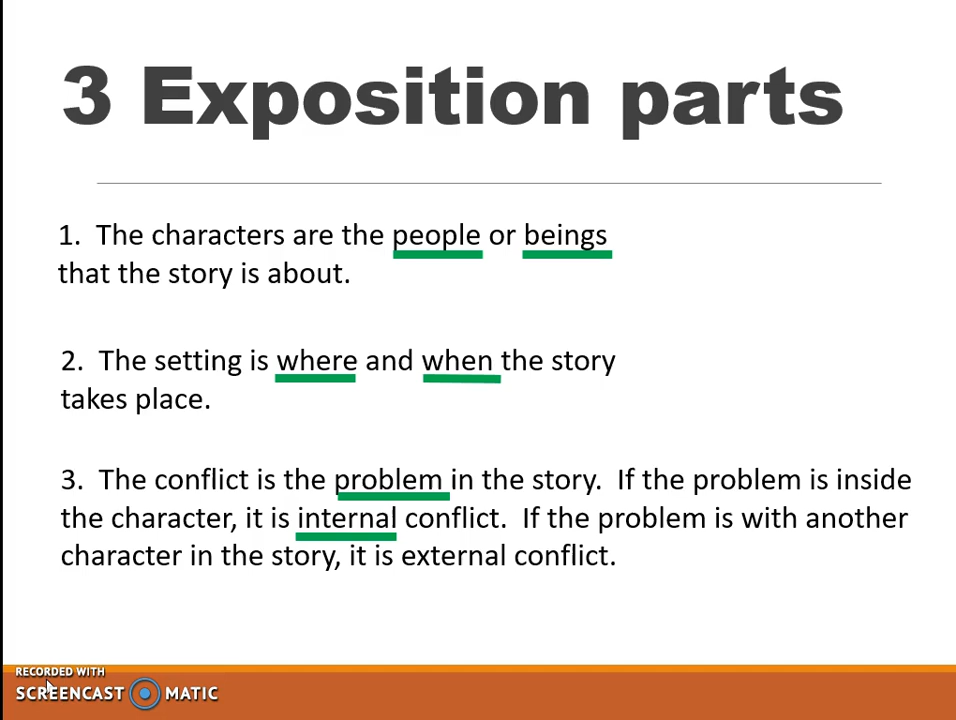 3 Exposition parts
1. The characters are the people or beings
that the story is about.
2. The setting is where and when the story
takes place.
3. The conflict is the problem in the story. If the problem is inside
the character, it is internal conflict. If the problem is with another
character in the story, it is external conflict.
RECORDED WITH
SCREENCAST MATIC